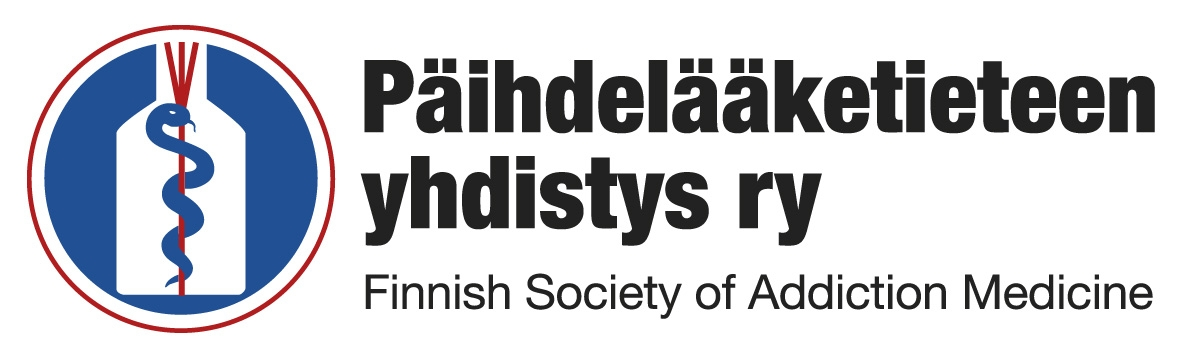 Päihdelääketieteen
yhdistys ry
Finnish Society of Addiction Medicine